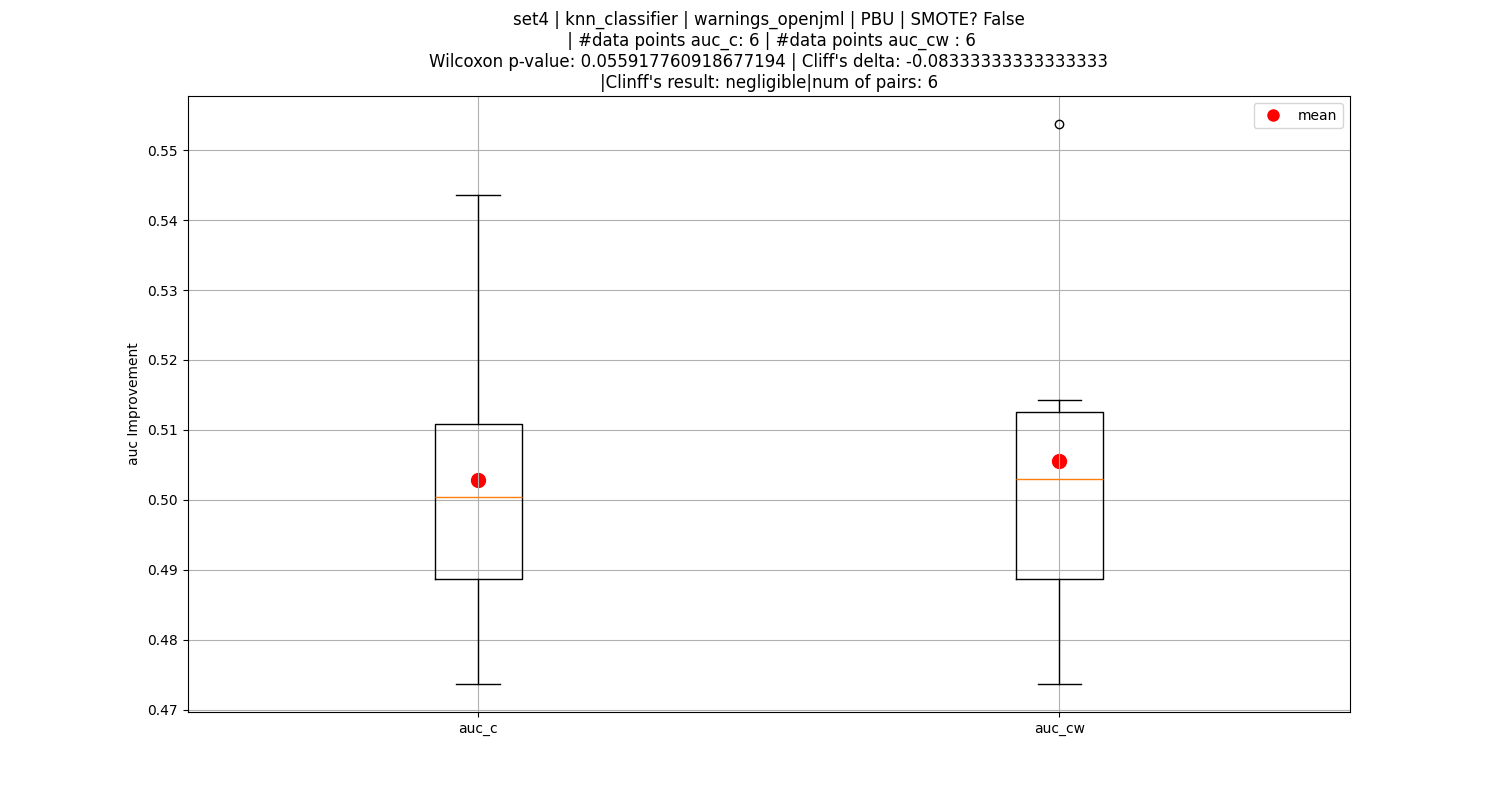 set4 | knn_classifier | warnings_openjml | PBU | SMOTE? False
| #data points auc_c: 6 | #data points auc_cw : 6
Wilcoxon p-value: 0.055917760918677194 | Cliff's delta: -0.08333333333333333
|Clinff's result: negligible|num of pairs: 6
mean
0.55
0.54
0.53
0.52
0.51
0.50
0.49
0.48
0.47
auc Improvement
auc_c
auc_cw